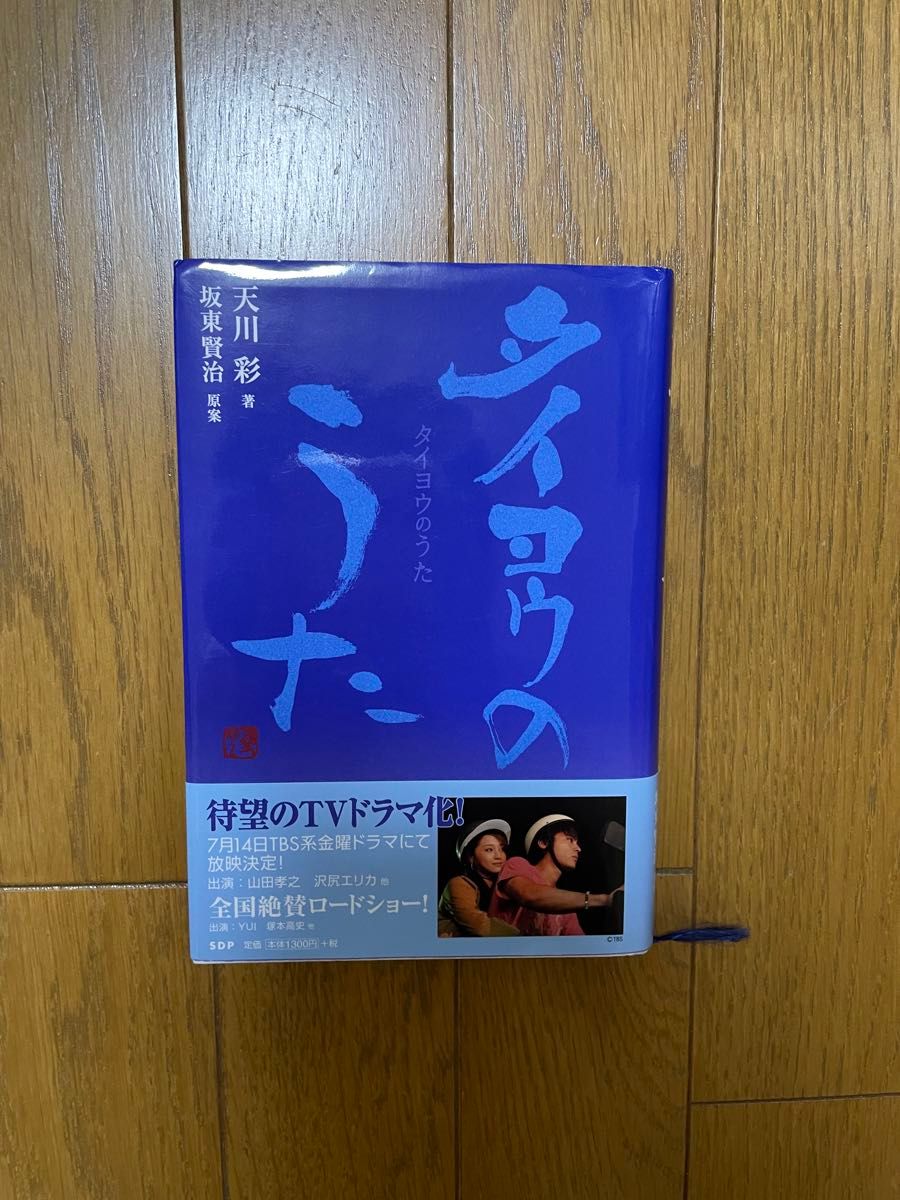 タイヨウの
うた
タイヨウのうた
天川 彩 著
坂東賢治 原案
待望のTVドラマ化!
7月14日TBS系金曜ドラマにて
放映決定!
出演:山田孝之 沢尻エリカ 他
全国絶賛ロードショー!
出演:YUI 塚本高史 他
SDP 定価 本体1300円 +税
©TBS